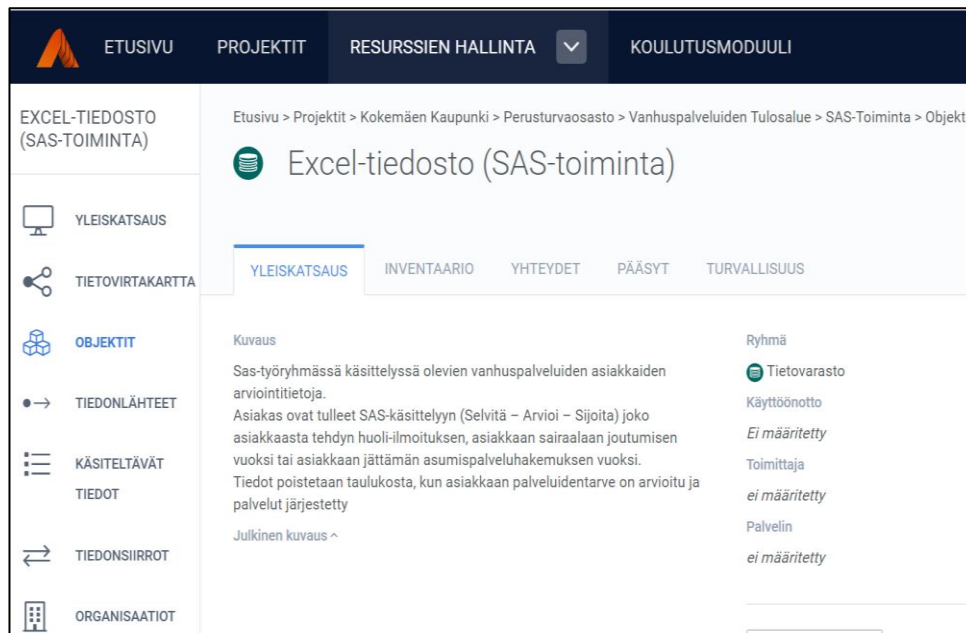 ETUSIVU PROJEKTIT RESURSSIEN HALLINTA KOULUTUSMODUULI
EXCEL-TIEDOSTO
(SAS-TOIMINTA)
YLEISKATSAUS
TIETOVIRTAKARTTA
OBJEKTIT
TIEDONLÄHTEET
KÄSITELTÄVÄT
TIEDOT
TIEDONSIIRROT
ORGANISAATIOT
Etusivu > Projektit > Kokemäen Kaupunki > Perusturvaosasto > Vanhuspalveluiden Tulosalue > SAS-Toiminta > Objekt
Excel-tiedosto (SAS-toiminta)
YLEISKATSAUS INVENTAARIO YHTEYDET PÄÄSYT TURVALLISUUS
Kuvaus
Sas-työryhmässä käsittelyssä olevien vanhuspalveluiden asiakkaiden
arviointitietoja.
Asiakas ovat tulleet SAS-käsittelyyn (Selvitä – Arvioi – Sijoita) joko
asiakkaasta tehdyn huoli-ilmoituksen, asiakkaan sairaalaan joutumisen
vuoksi tai asiakkaan jättämän asumispalveluhakemuksen vuoksi.
Tiedot poistetaan taulukosta, kun asiakkaan palveluidentarve on arvioitu ja
palvelut järjestetty
Julkinen kuvaus ^
Ryhmä
Tietovarasto
Käyttöönotto
Ei määritetty
Toimittaja
ei määritetty
Palvelin
ei määritetty